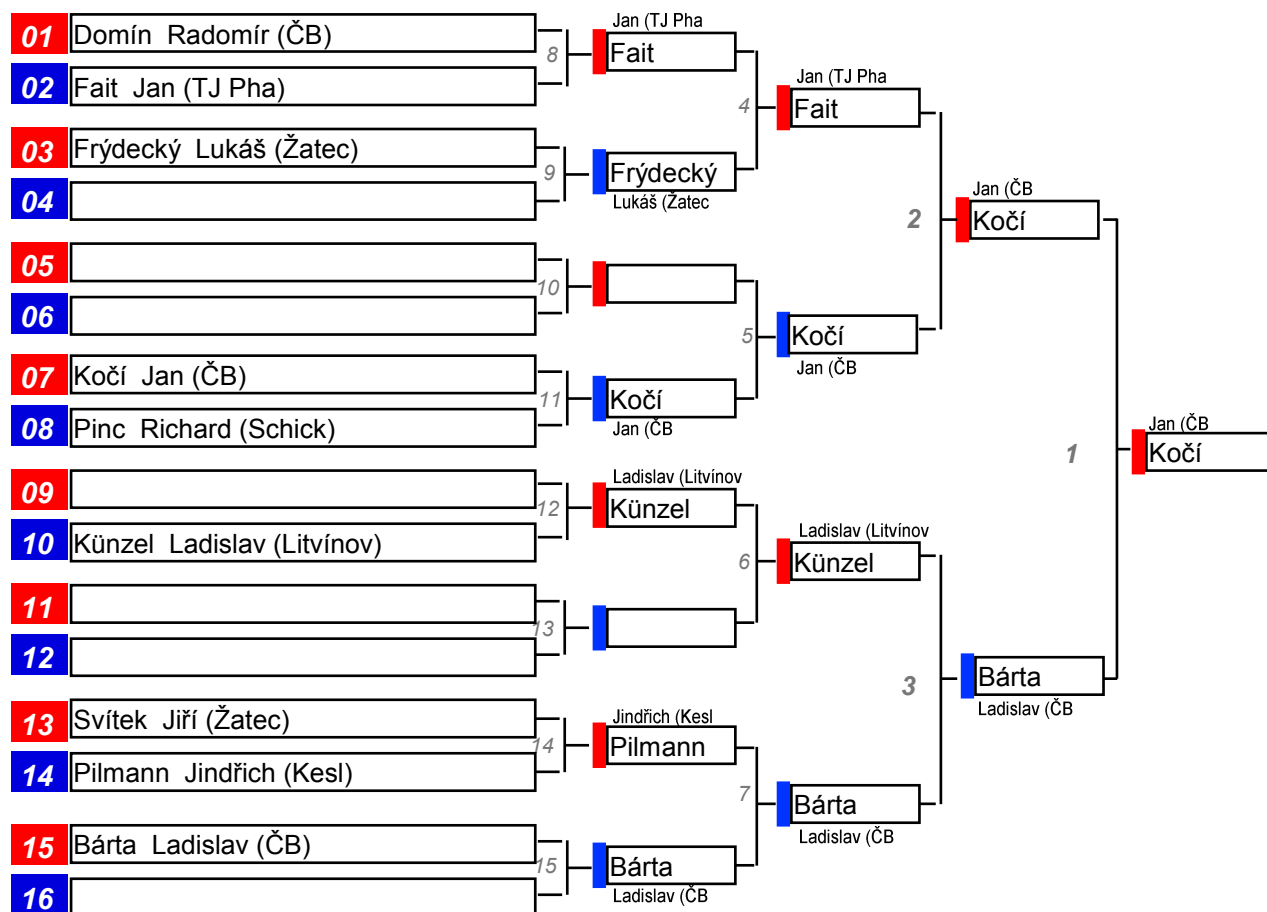 01 Domín Radomír (ČB)
02 Fait Jan (TJ Pha)
03 Frýdecký Lukáš (Žatec)
04
05
06
07 Kočí Jan (ČB)
08 Pinc Richard (Schick)
09
10 Künzel Ladislav (Litvínov)
11
12
13 Svítek Jiří (Žatec)
14 Pilmann Jindřich (Kesl)
15 Bárta Ladislav (ČB)
16
8
9
10
11
12
13
14
15
Jan (TJ Pha
Fait
Frýdecký
Lukáš (Žatec
Kočí
Jan (ČB
Ladislav (Litvínov
Künzel
Jindřich (Kesl
Pilmann
Bárta
Ladislav (ČB
4
5
6
7
Jan (TJ Pha
Fait
Kočí
Jan (ČB
Ladislav (Litvínov
Künzel
Bárta
Ladislav (ČB
2
3
Jan (ČB
Kočí
Bárta
Ladislav (ČB
1
Jan (ČB
Kočí